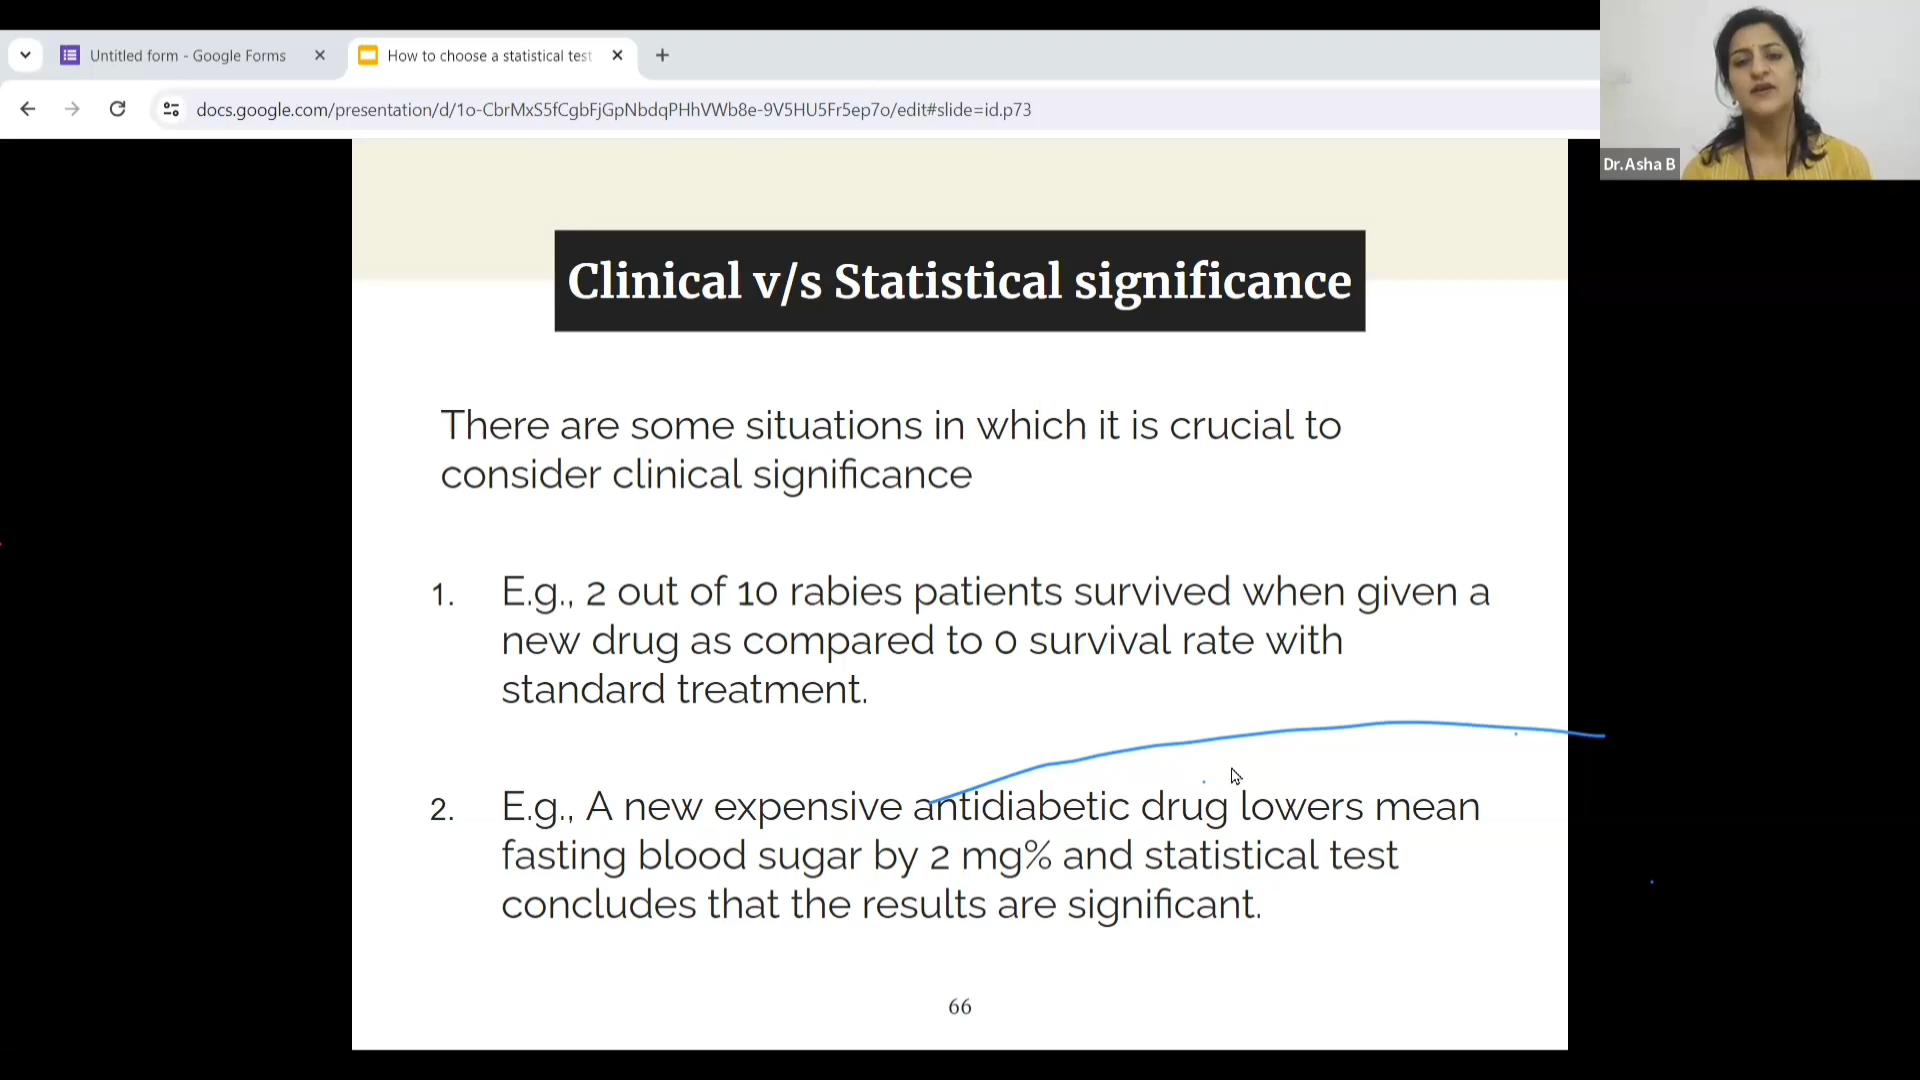 Untitled form - Google Forms
How to choose a statistical test
docs.google.com/presentation/d/1o-CbrMxS5fCgbFjGpNbdqPHhVWb8e-9V5HU5Fr5ep7o/edit#slide=id.p73
Dr.Asha B
Clinical v/s Statistical significance
There are some situations in which it is crucial to
consider clinical significance
1. E.g., 2 out of 10 rabies patients survived when given a
new drug as compared to 0 survival rate with
standard treatment.
2. E.g., A new expensive antidiabetic drug lowers mean
fasting blood sugar by 2 mg% and statistical test
concludes that the results are significant.
66